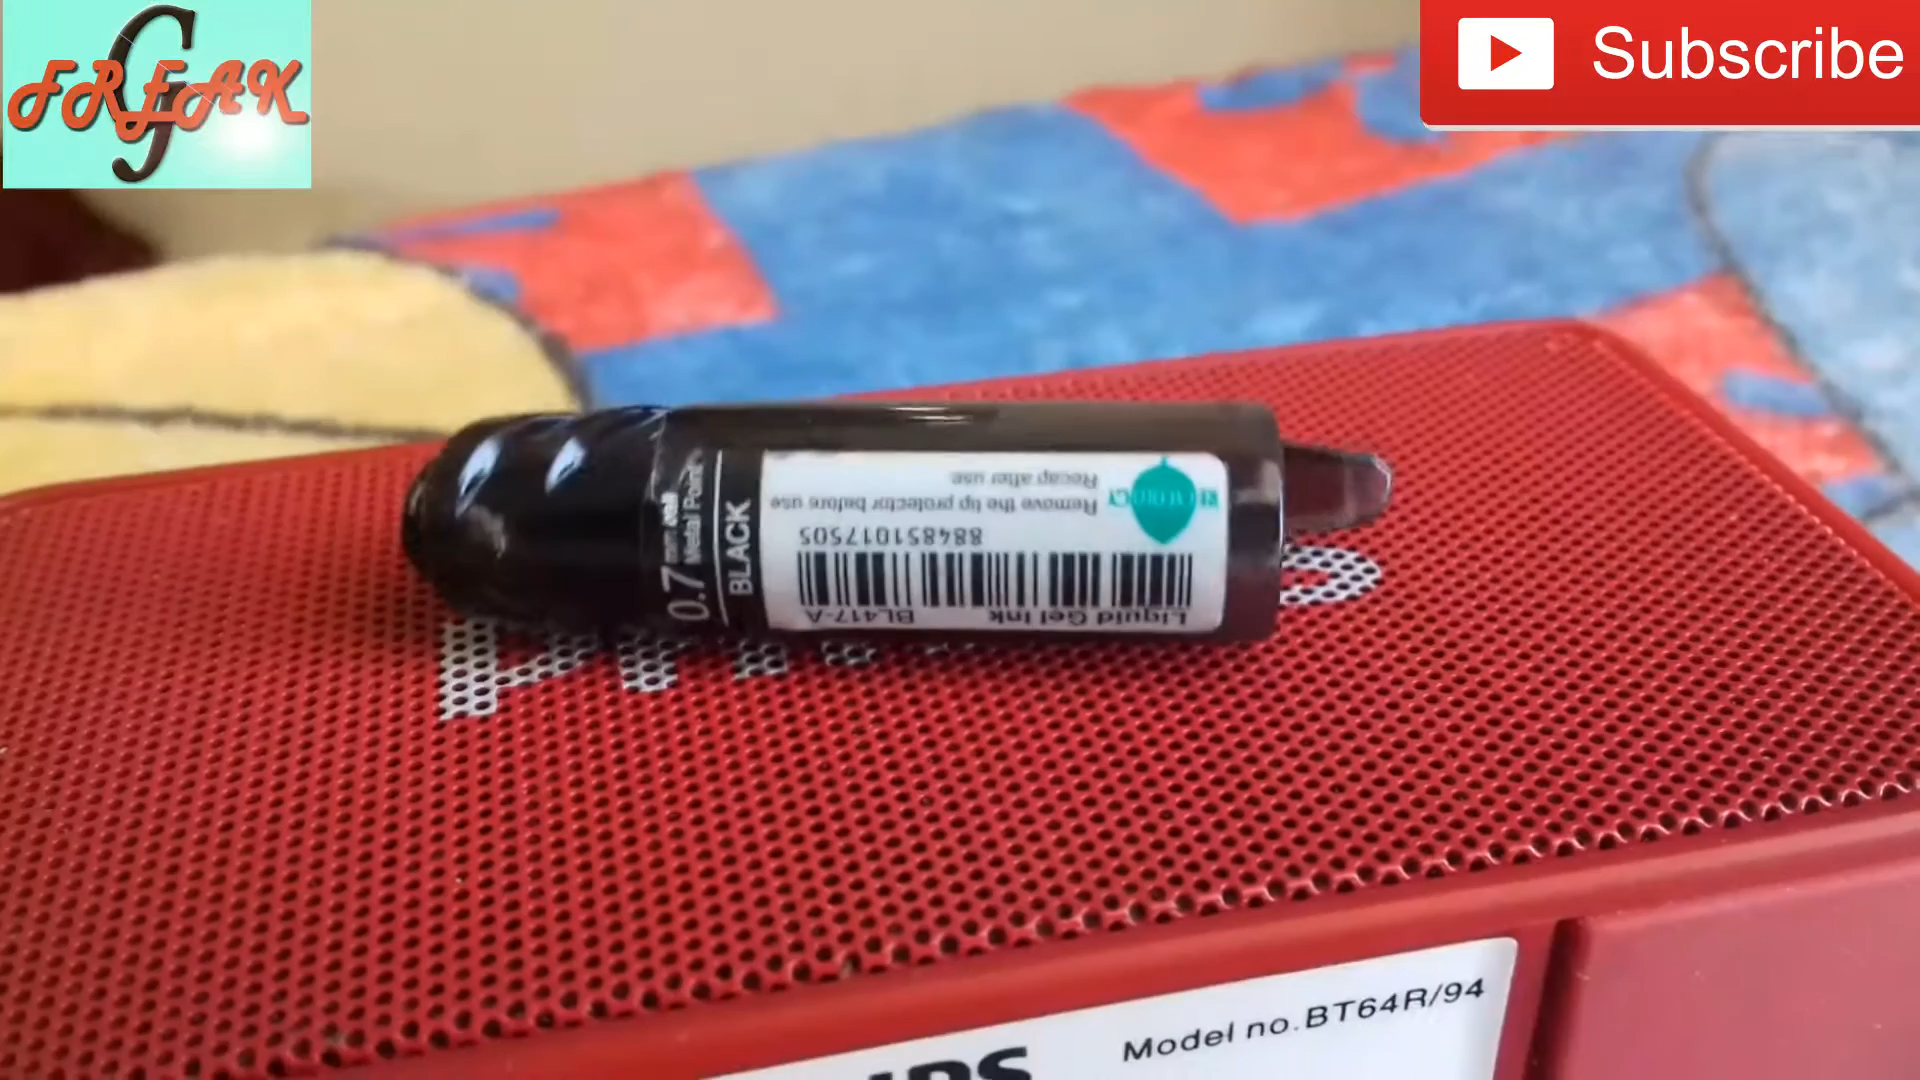 G
FREAK
Subscribe
0.7 mm
Metal Point
BLACK
Recap after use
Remove the tip protector before use
884851017505
Liquid Gel Ink BL417-A
Model no.BT64R/94